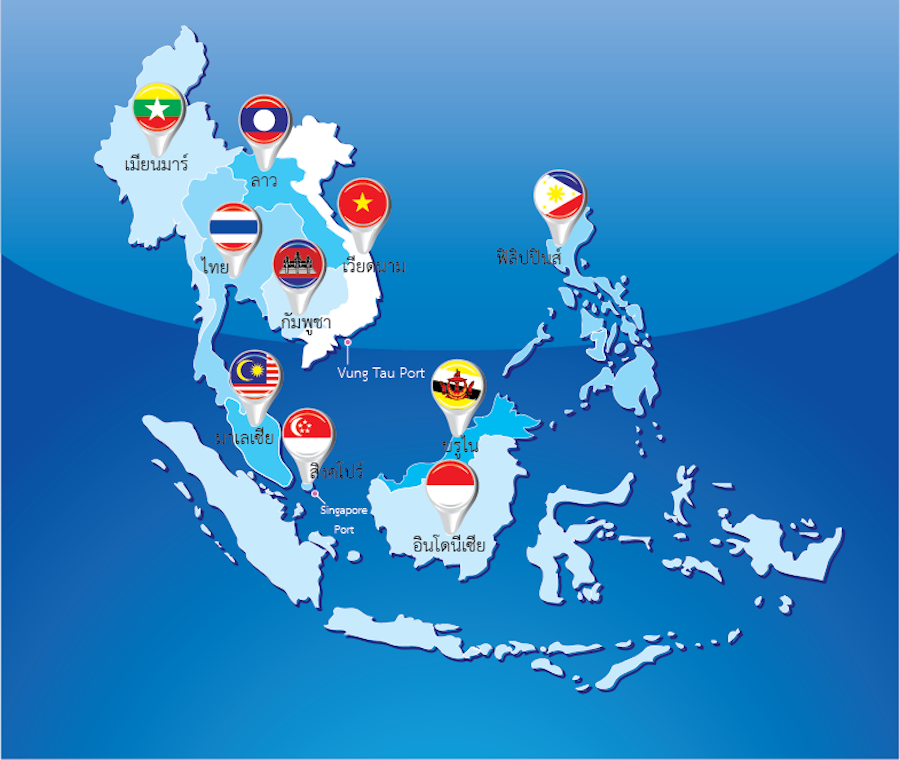 เมียนมาร์
ลาว
ไทย
เวียดนาม
กัมพูชา
ฟิลิปปินส์
Vung Tau Port
มาเลเซีย
บรูไน
สิงคโปร์
Singapore
Port
อินโดนีเซีย